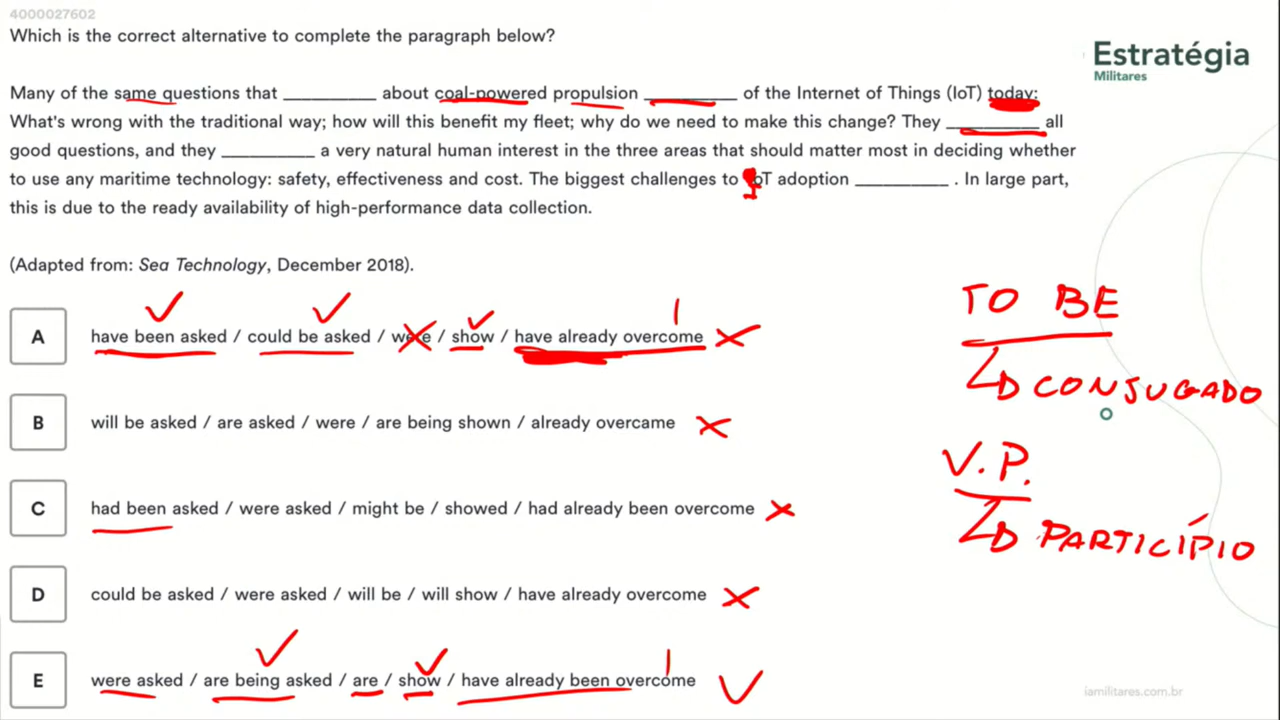 4000027602
Which is the correct alternative to complete the paragraph below?
Estratégia
Militares
Many of the same questions that __________ about coal-powered propulsion __________ of the Internet of Things (IoT) today:
What's wrong with the traditional way; how will this benefit my fleet; why do we need to make this change? They __________ all
good questions, and they __________ a very natural human interest in the three areas that should matter most in deciding whether
to use any maritime technology: safety, effectiveness and cost. The biggest challenges to IoT adoption __________ . In large part,
this is due to the ready availability of high-performance data collection.
(Adapted from: Sea Technology, December 2018).
TO BE
CONJUGADO
V.P.
PARTICÍPIO
A have been asked / could be asked / were / show / have already overcome
B will be asked / are asked / were / are being shown / already overcame
C had been asked / were asked / might be / showed / had already been overcome
D could be asked / were asked / will be / will show / have already overcome
E were asked / are being asked / are / show / have already been overcome
iamilitares.com.br